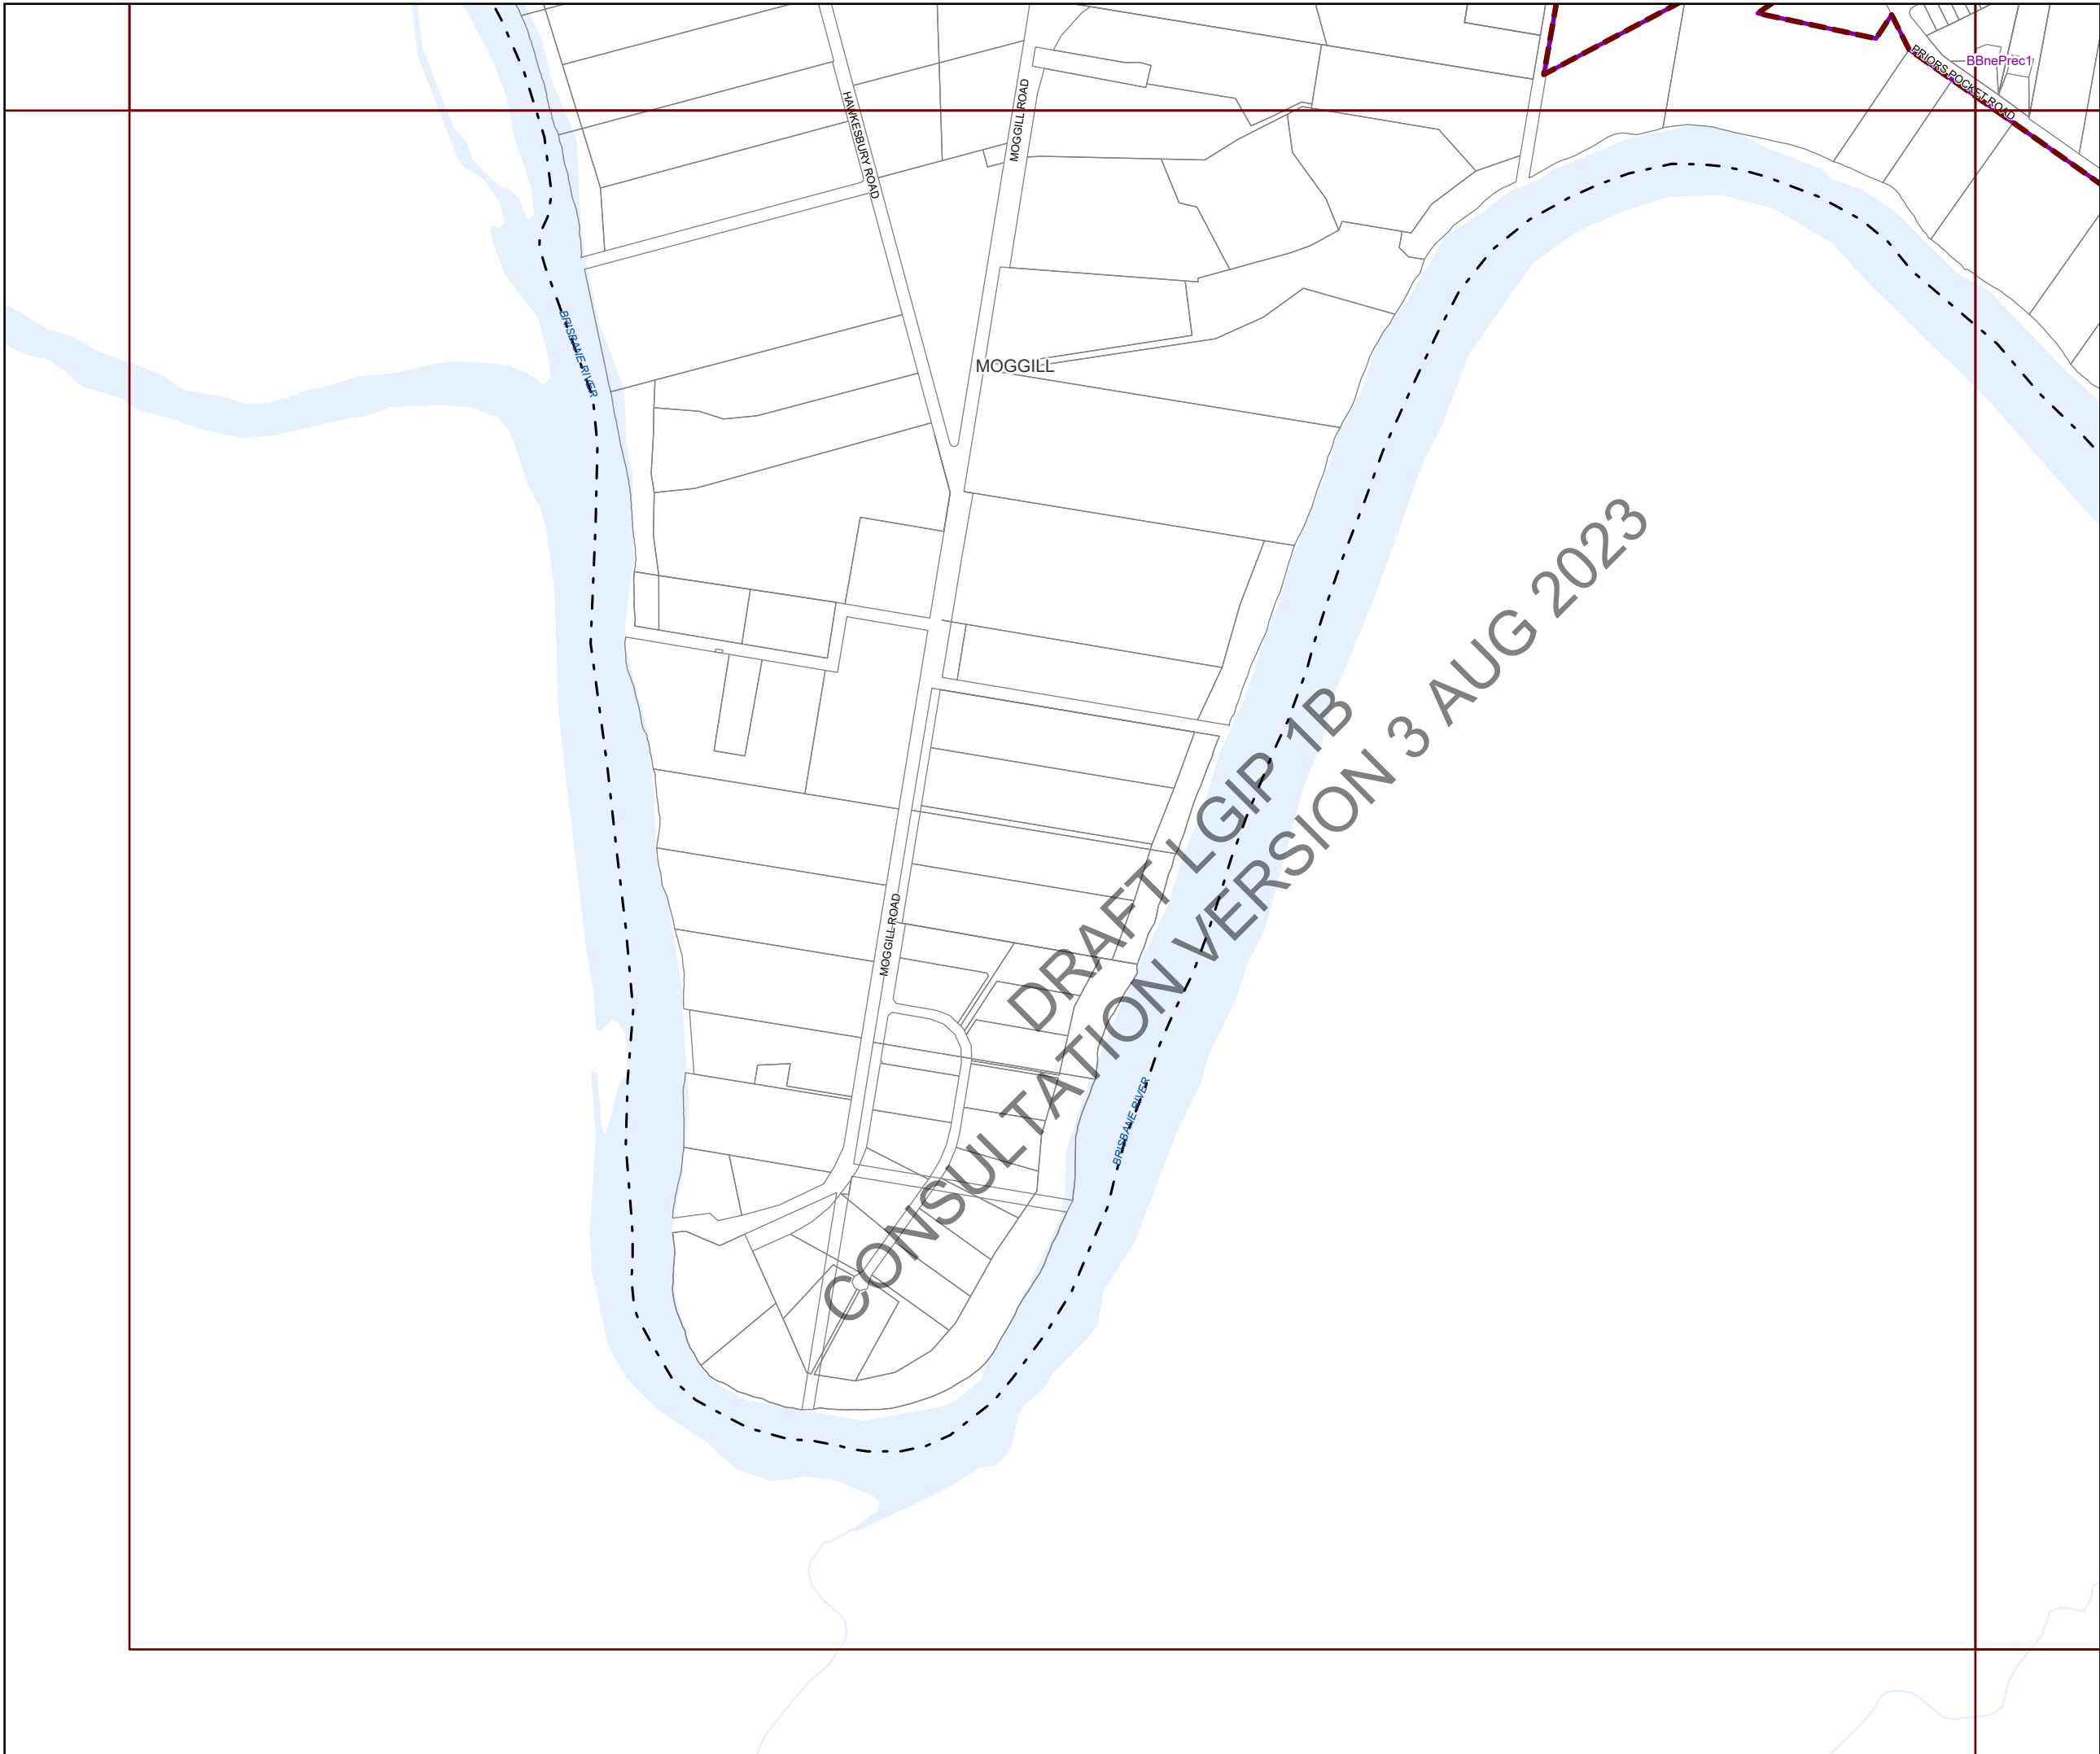 BBnePrec1
PRIORS POCKET ROAD
HAWKESBURY ROAD
MOGGILL ROAD
BRISBANE RIVER
MOGGILL
DRAFT LGIP 1B
CONSULTATION VERSION 3 AUG 2023
MOGGILL ROAD
BRISBANE RIVER